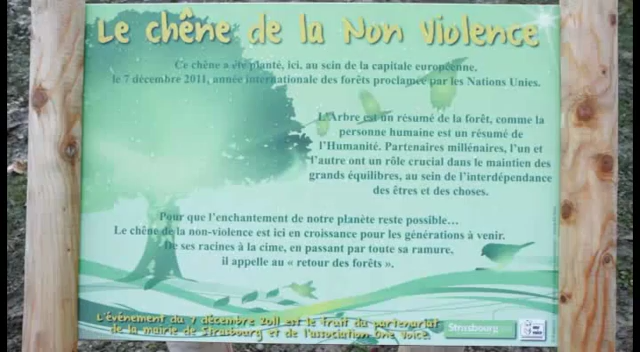 Le chêne de la Non Violence
Ce chêne a été planté, ici, au sein de la capitale européenne,
le 7 décembre 2011, année internationale des forêts proclamée par les Nations Unies.
L'Arbre est un résumé de la forêt, comme la
personne humaine est un résumé de
l'Humanité. Partenaires millénaires, l'un et
l'autre ont un rôle crucial dans le maintien des
grands équilibres, au sein de l'interdépendance
des êtres et des choses.
Pour que l'enchantement de notre planète reste possible…
Le chêne de la non-violence est ici en croissance pour les générations à venir.
De ses racines à la cime, en passant par toute sa ramure,
il appelle au « retour des forêts ».
L'Événement du 7 décembre 2011 est le fruit du partenariat
de la mairie de Strasbourg et de l'association One Voice.
Strasbourg